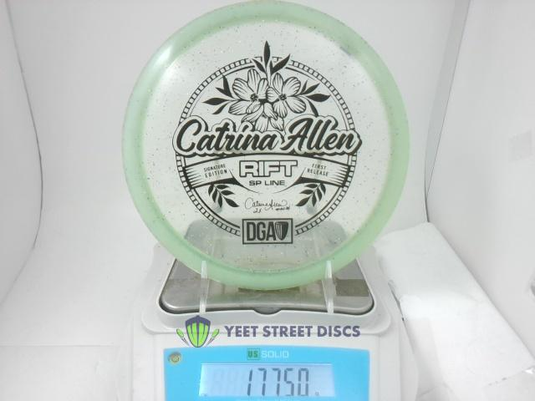 Catrina Allen
SIGNATURE EDITION
RIFT
FIRST RELEASE
SP LINE
DGA
YEET STREET DISCS
US SOLID
177.50